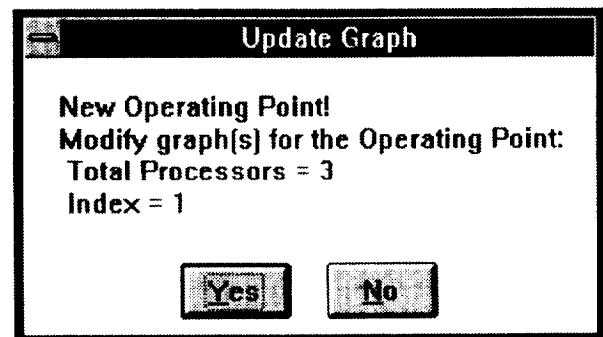 Update Graph
New Operating Point!
Modify graph(s) for the Operating Point:
Total Processors = 3
Index = 1
Yes No